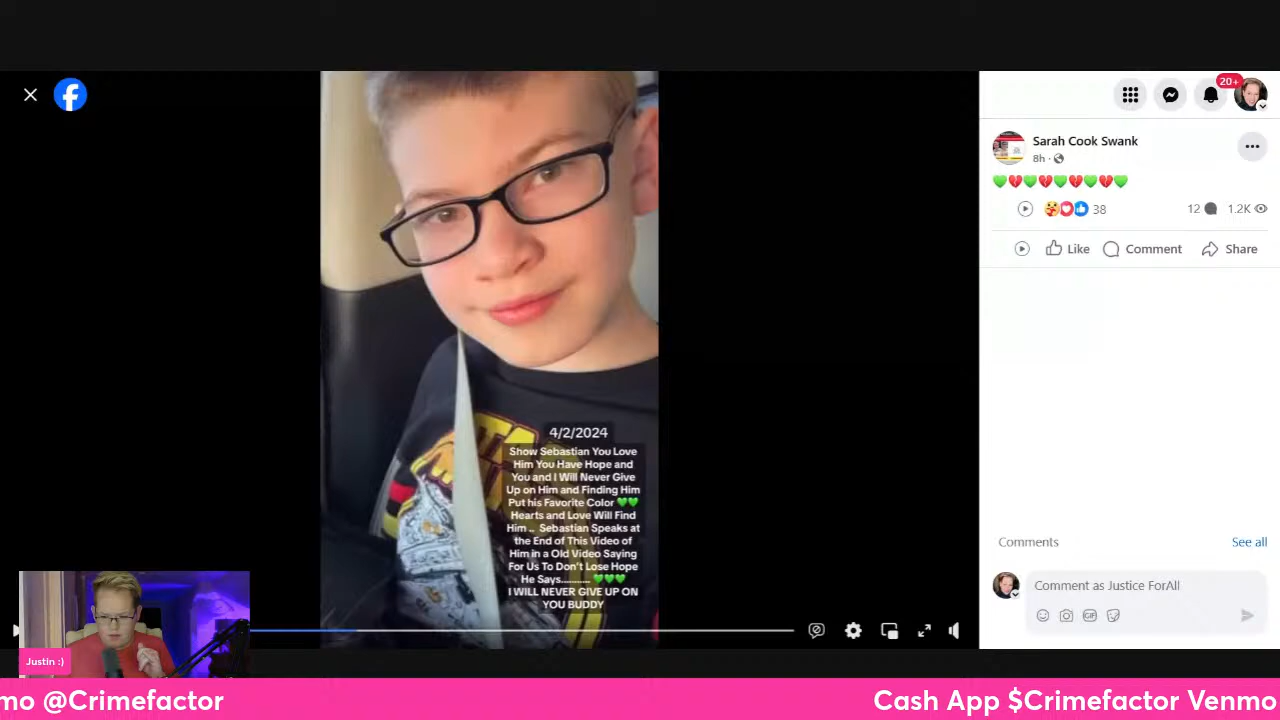 20+
Sarah Cook Swank
8h ·
💚💔💚💔💚💔💚💔💚
38
12
1.2K
Like
Comment
Share
4/2/2024
Show Sebastian You Love
Him You Have Hope and
You and I Will Never Give
Up on Him and Finding Him
Put his Favorite Color 💚💚
Hearts and Love Will Find
Him .. Sebastian Speaks at
the End of This Video of
Him in a Old Video Saying
For Us To Don't Lose Hope
He Says........... 💚💚💚
I WILL NEVER GIVE UP ON
YOU BUDDY
Comments
See all
Comment as Justice ForAll
GIF
Justin :)
mo @Crimefactor
Cash App $Crimefactor Venmo